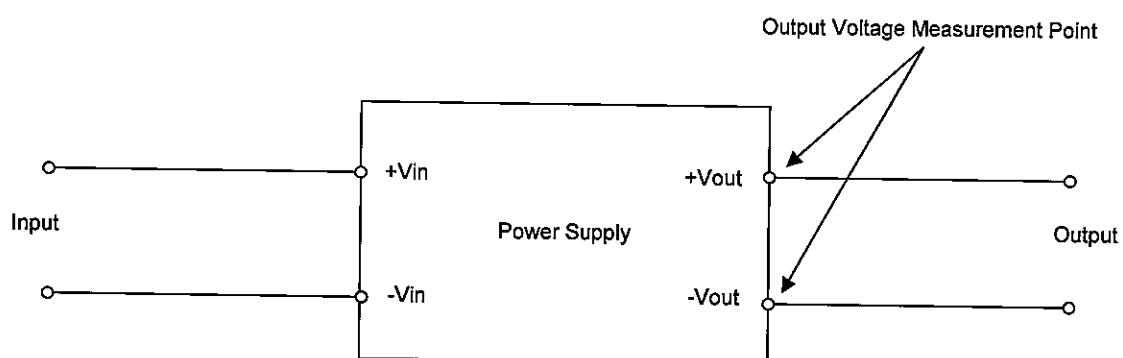 Output Voltage Measurement Point
+Vin
+Vout
Input
Power Supply
Output
-Vin
-Vout